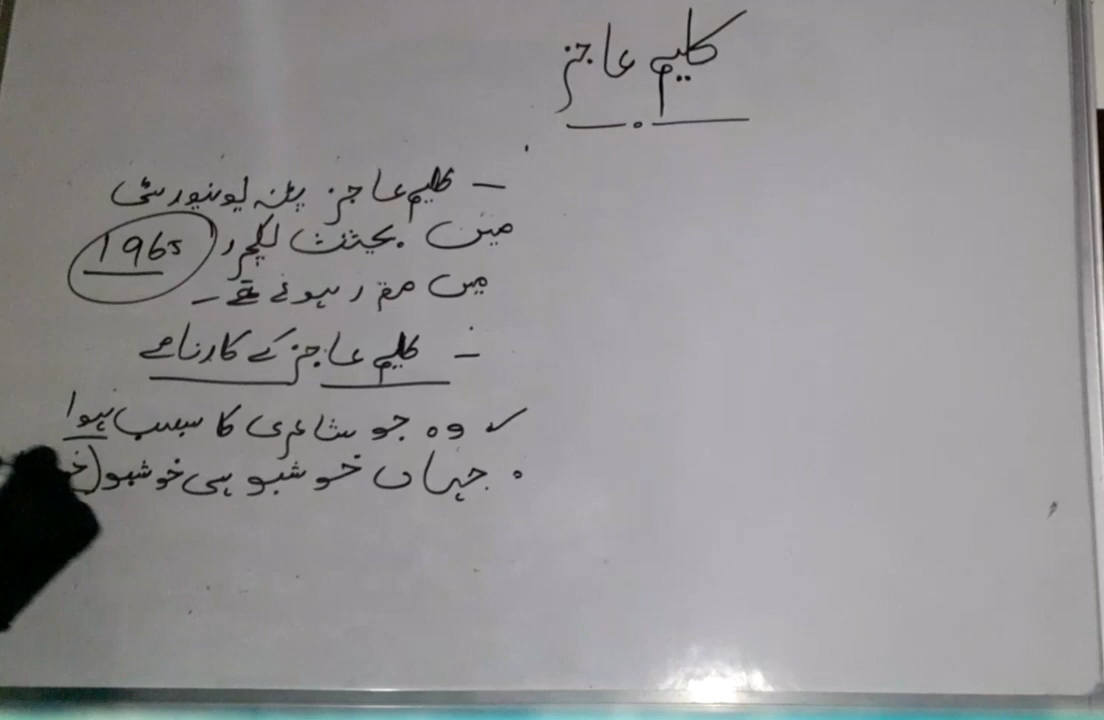 کلیم عاجز
– کلیم عاجز پٹنہ یونیورسٹی
میں بحیثیت لکچرر 1965
میں مقرر ہوئے تھے۔
– کلیم عاجز کے کارنامے
وہ جو شاعری کا سبب ہوا
جہاں خوشبو ہی خوشبو (